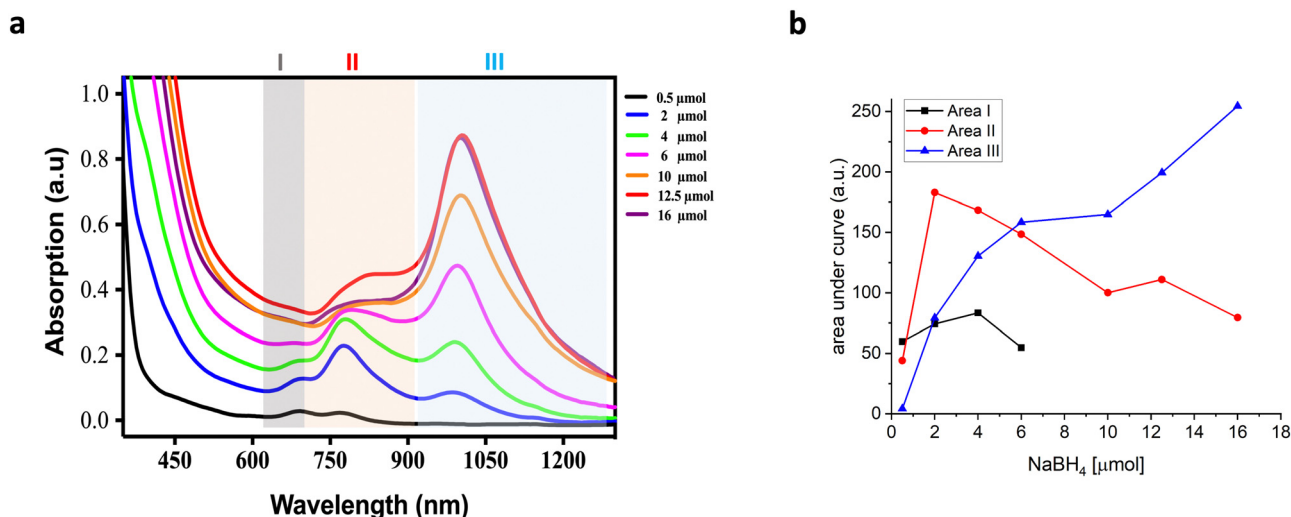 a
I II III
1.0
0.8
0.6
0.4
0.2
0.0
Absorption (a.u)
450 600 750 900 1050 1200
Wavelength (nm)
0.5 µmol
2 µmol
4 µmol
6 µmol
10 µmol
12.5 µmol
16 µmol
b
Area I
Area II
Area III
250
200
150
100
50
0
area under curve (a.u.)
0 2 4 6 8 10 12 14 16 18
NaBH₄ [µmol]